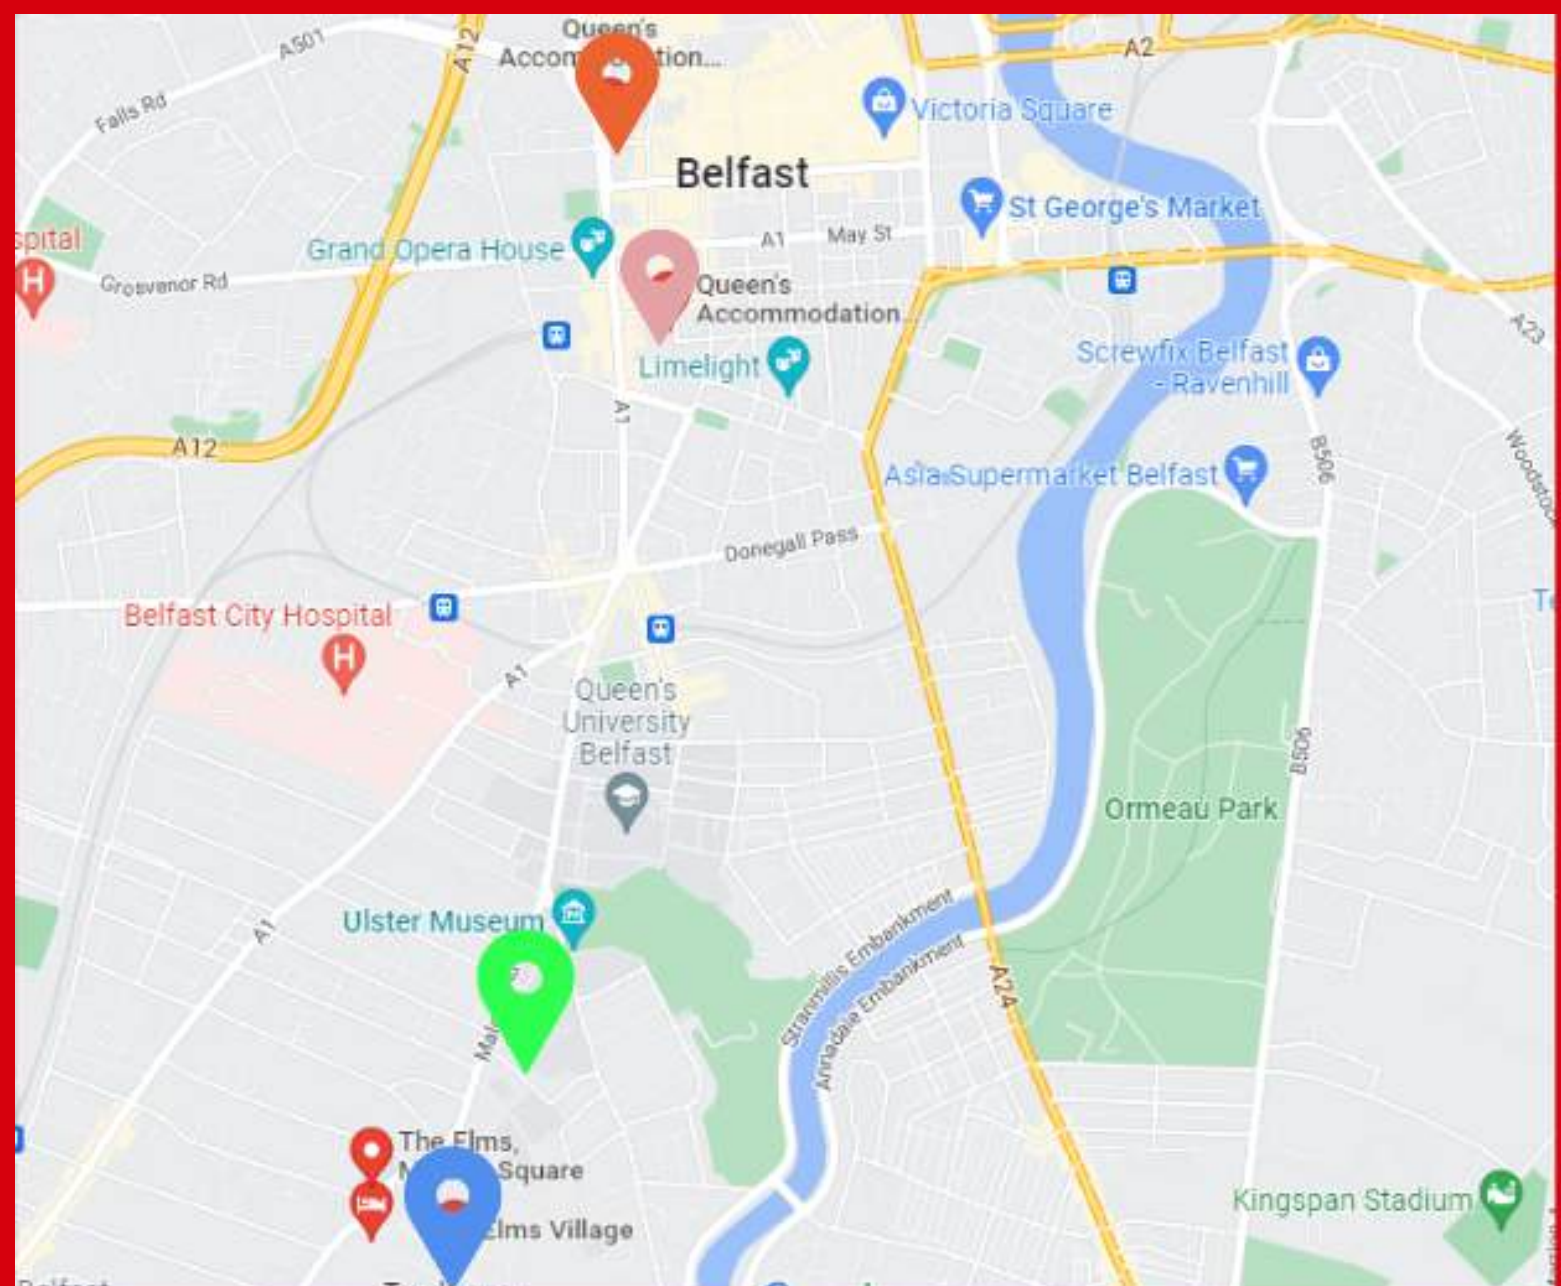 Queen's
Accom
tion...
A501
A12
A2
Falls Rd
Victoria Square
Belfast
St George's Market
spital
H
Grand Opera House
A1
May St
Grosvenor Rd
Queen's
Accommodation...
A23
Screwfix Belfast
- Ravenhill
Limelight
A1
A12
B506
Asia Supermarket Belfast
Donegall Pass
Belfast City Hospital
H
A1
Queen's
University
Belfast
B506
Ormeau Park
Ulster Museum
A1
Stranmillis Embankment
Annadale Embankment
A24
Mal
The Elms,
Square
Elms Village
Kingspan Stadium